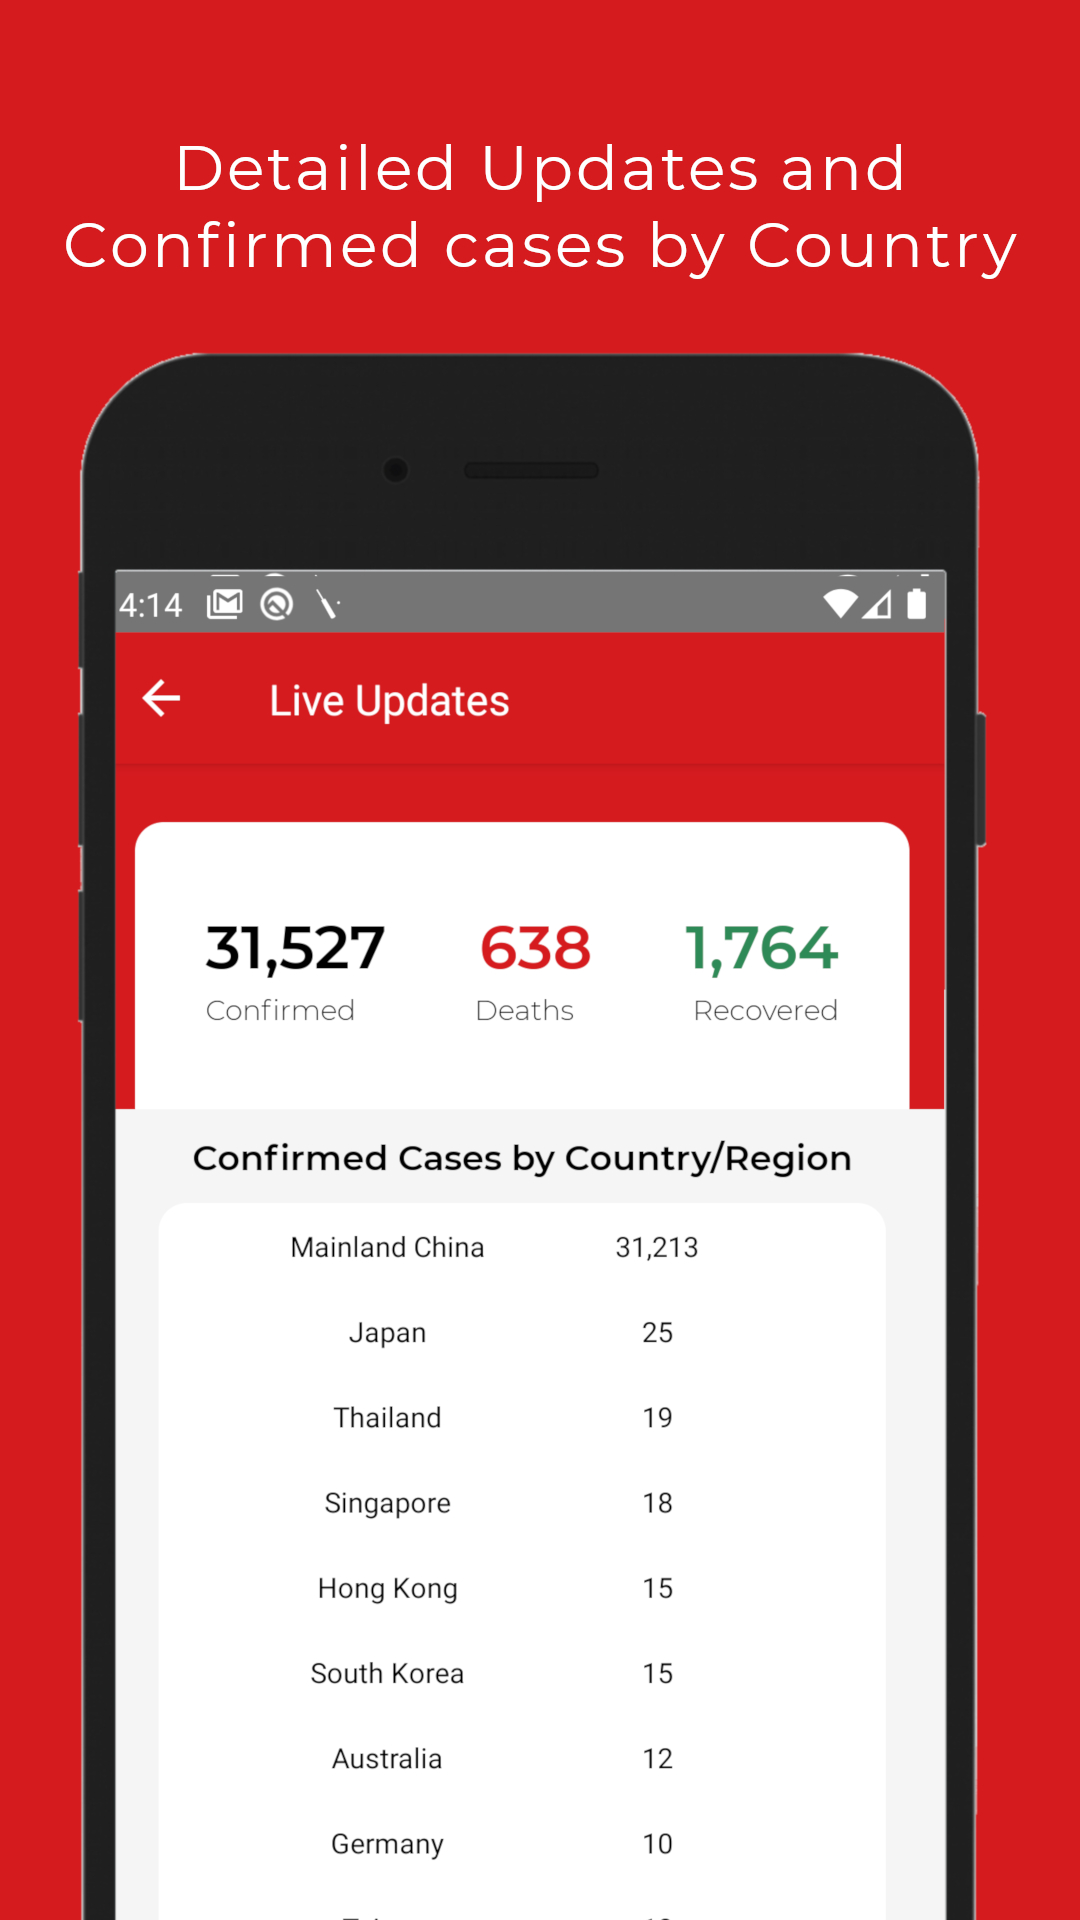 Detailed Updates and
Confirmed cases by Country
4:14
Live Updates
31,527 638 1,764
Confirmed Deaths Recovered
Confirmed Cases by Country/Region
Mainland China 31,213
Japan 25
Thailand 19
Singapore 18
Hong Kong 15
South Korea 15
Australia 12
Germany 10